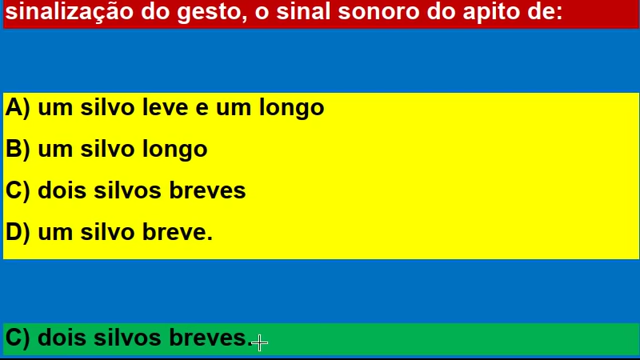 sinalização do gesto, o sinal sonoro do apito de:
A) um silvo leve e um longo
B) um silvo longo
C) dois silvos breves
D) um silvo breve.
C) dois silvos breves.